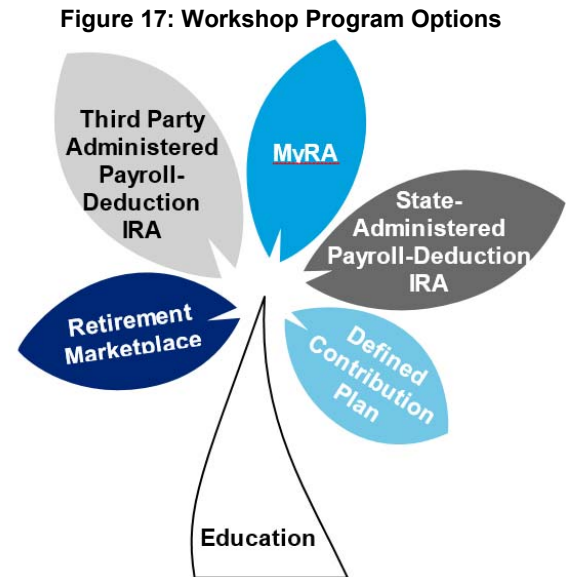 Figure 17: Workshop Program Options
Third Party
Administered
Payroll-
Deduction
IRA
MyRA
State-
Administered
Payroll-Deduction
IRA
Retirement
Marketplace
Defined
Contribution
Plan
Education